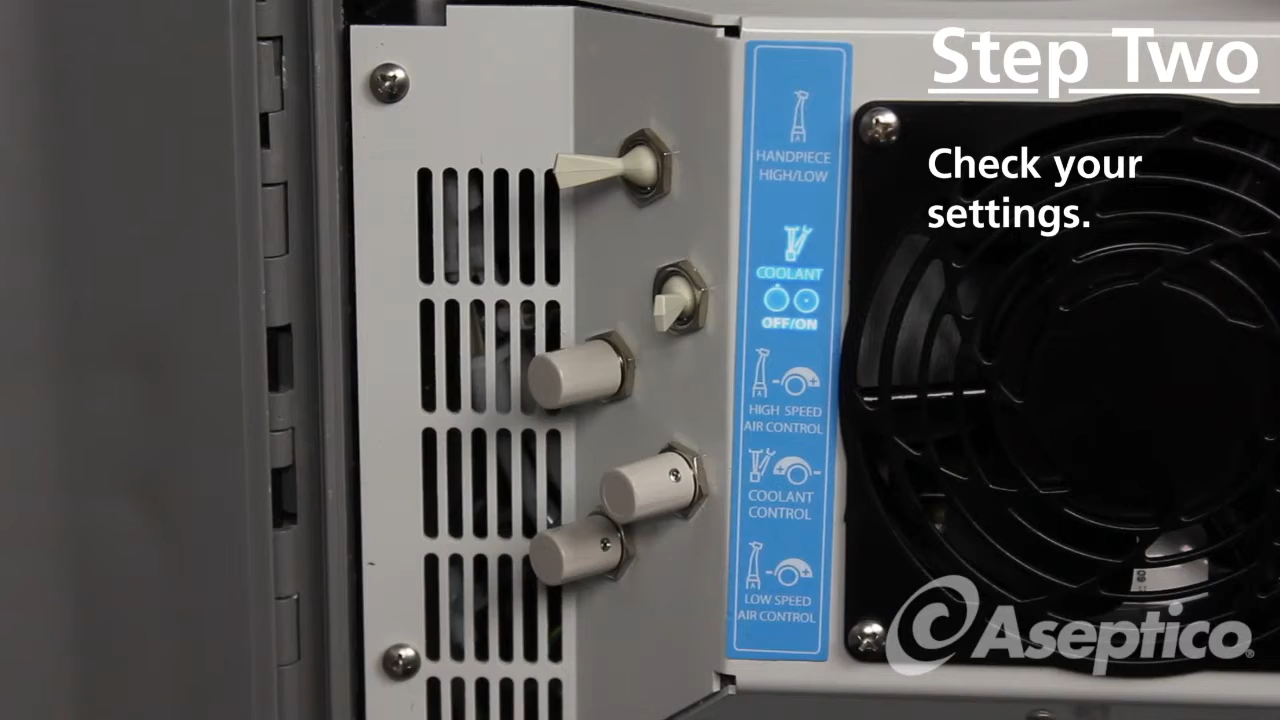 Step Two
Check your
settings.
HANDPIECE
HIGH/LOW
COOLANT
OFF/ON
HIGH SPEED
AIR CONTROL
COOLANT
CONTROL
LOW SPEED
AIR CONTROL
Aseptico®